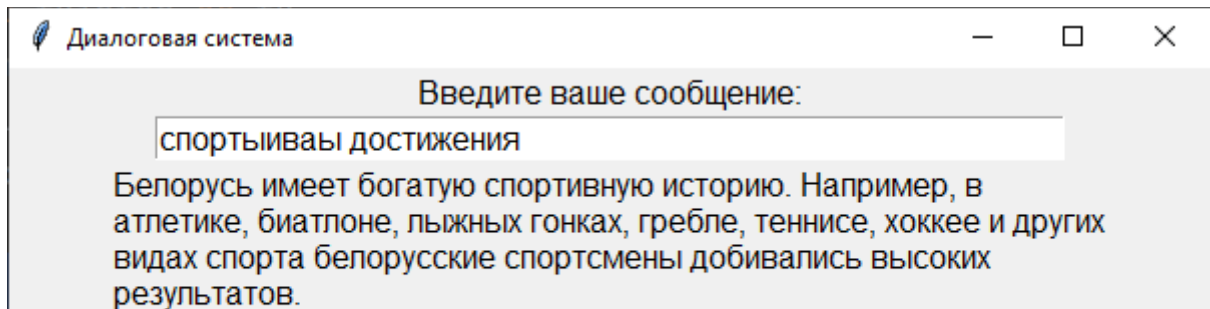 Диалоговая система
Введите ваше сообщение:
спортыиваы достижения
Белорусь имеет богатую спортивную историю. Например, в
атлетике, биатлоне, лыжных гонках, гребле, теннисе, хоккее и других
видах спорта белорусские спортсмены добивались высоких
результатов.